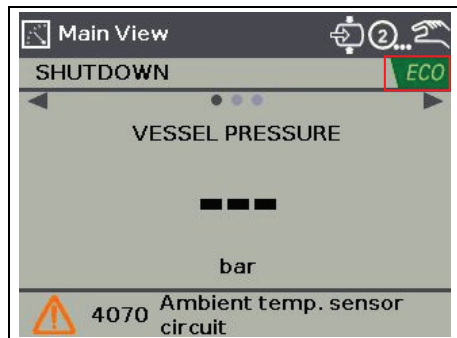 Main View
2...
SHUTDOWN ECO
VESSEL PRESSURE
---
bar
4070 Ambient temp. sensor
circuit